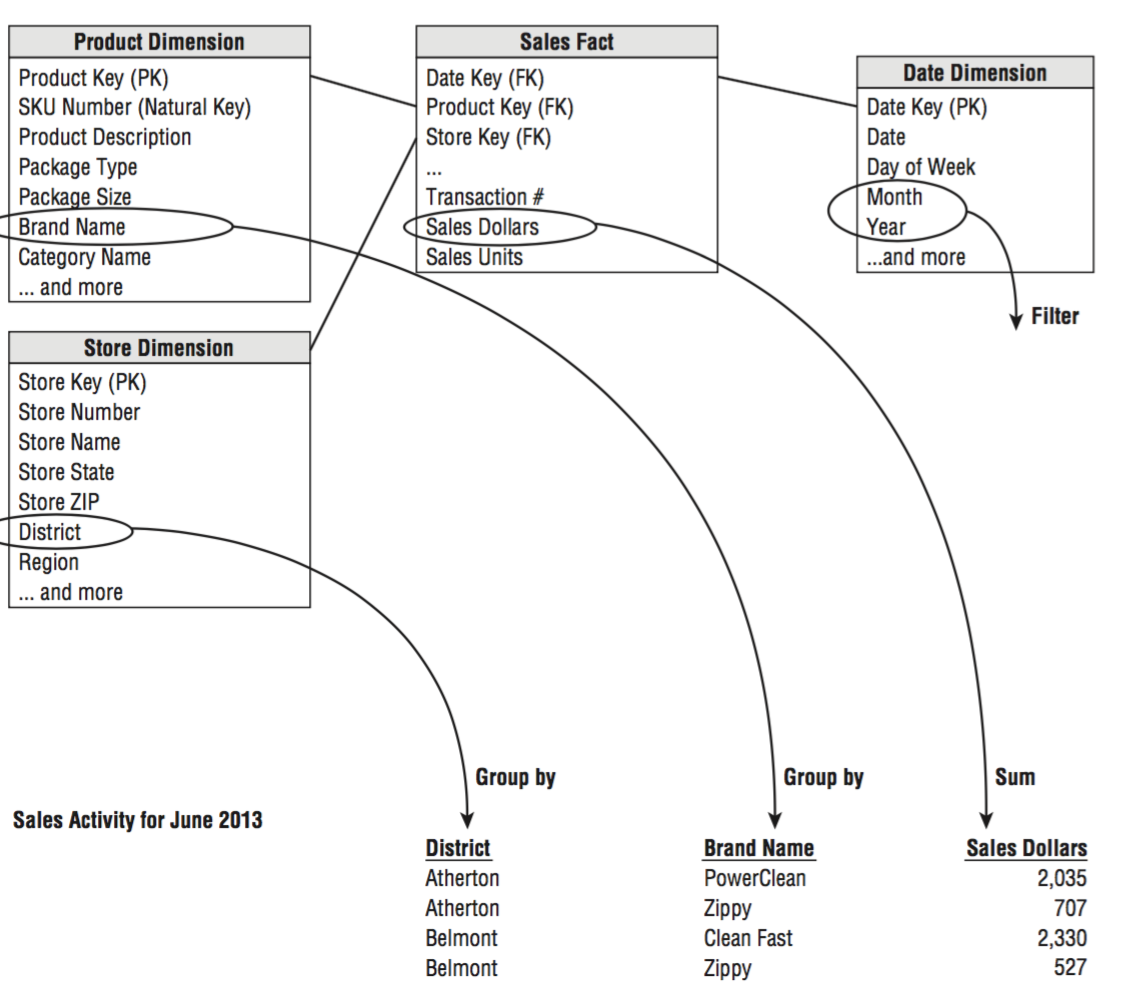 Product Dimension
Product Key (PK)
SKU Number (Natural Key)
Product Description
Package Type
Package Size
Brand Name
Category Name
... and more
Sales Fact
Date Key (FK)
Product Key (FK)
Store Key (FK)
...
Transaction #
Sales Dollars
Sales Units
Date Dimension
Date Key (PK)
Date
Day of Week
Month
Year
...and more
Filter
Store Dimension
Store Key (PK)
Store Number
Store Name
Store State
Store ZIP
District
Region
... and more
Group by
Group by
Sum
Sales Activity for June 2013
District Brand Name Sales Dollars
Atherton PowerClean 2,035
Atherton Zippy 707
Belmont Clean Fast 2,330
Belmont Zippy 527